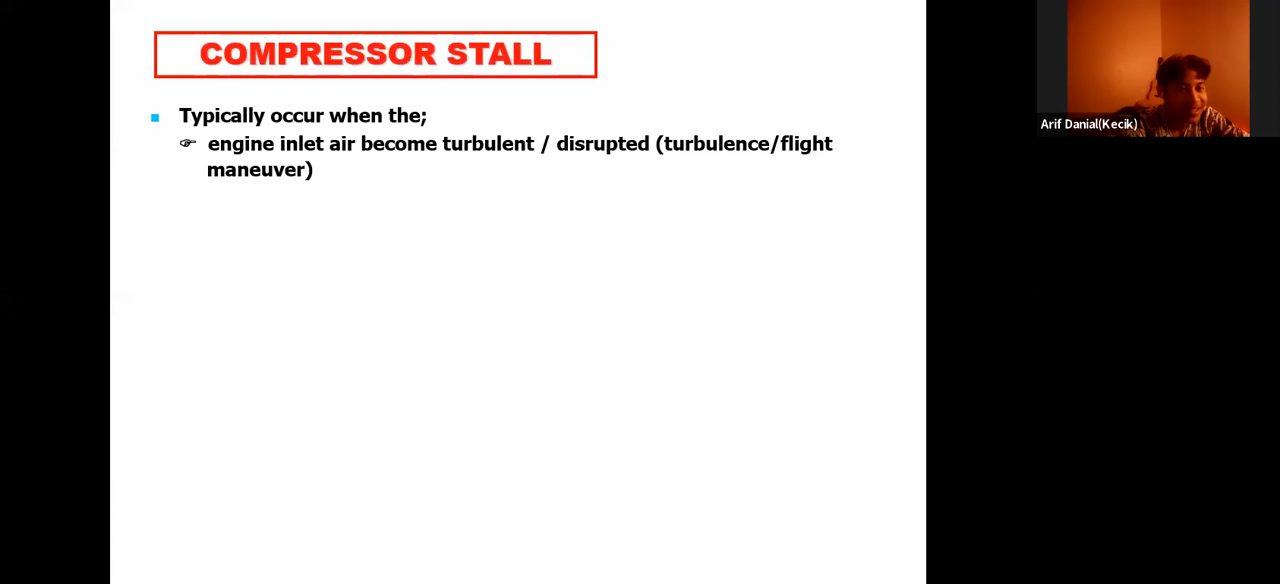 COMPRESSOR STALL
Typically occur when the;
engine inlet air become turbulent / disrupted (turbulence/flight
maneuver)
Arif Danial(Kecik)